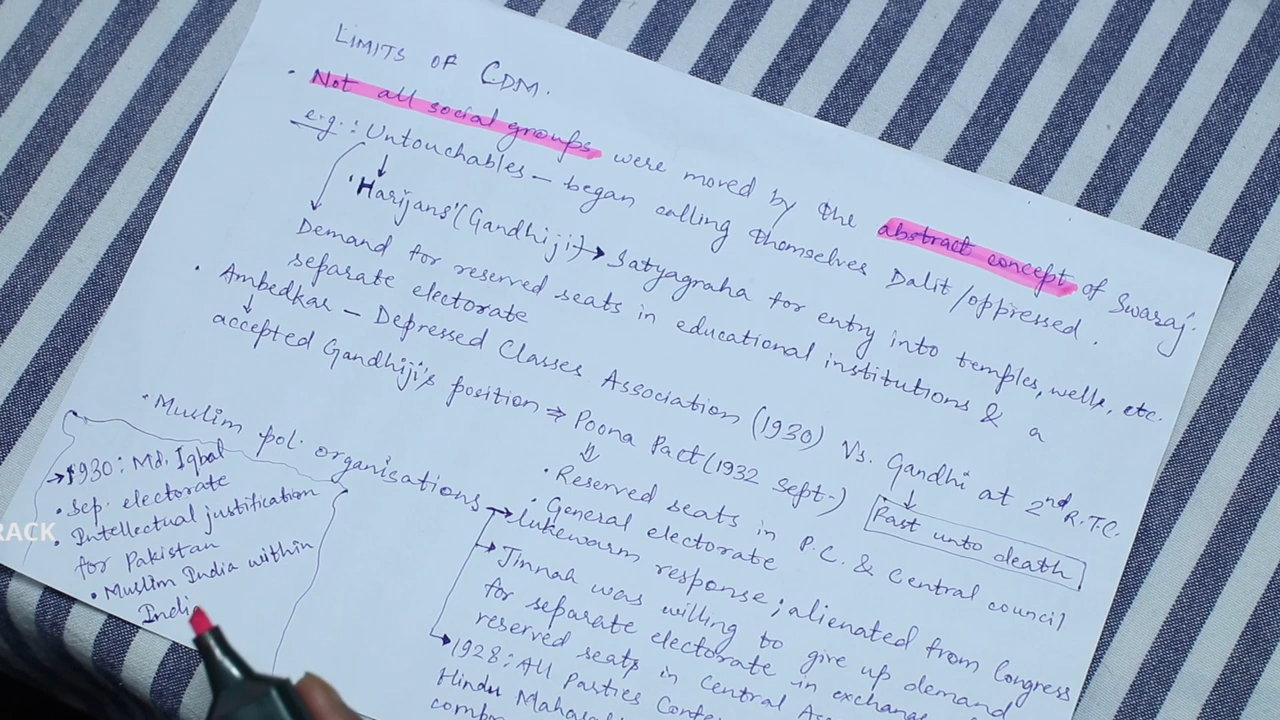 LIMITS OF CDM.
• Not all social groups were moved by the abstract concept of Swaraj.
e.g.: Untouchables – began calling themselves Dalit/oppressed.
'Harijans' (Gandhiji) → Satyagraha for entry into temples, wells, etc.
Demand for reserved seats in educational institutions & a
separate electorate
• Ambedkar – Depressed Classes Association (1930) Vs. Gandhi at 2nd R.T.C.
accepted Gandhiji's position ⇒ Poona Pact (1932 Sept.)
Fast unto death
• Reserved seats in P.C. & Central council
• General electorate
• Muslim pol. organisations → lukewarm response; alienated from Congress
→ Jinnah was willing to give up demand
for separate electorate in exchange
reserved seats in Central Ass
→ 1928: All Parties Confe
Hindu Mahasa
comp
→ 1930: Md. Iqbal
• Sep. electorate
• Intellectual justification
for Pakistan
• Muslim India within
India
RACK